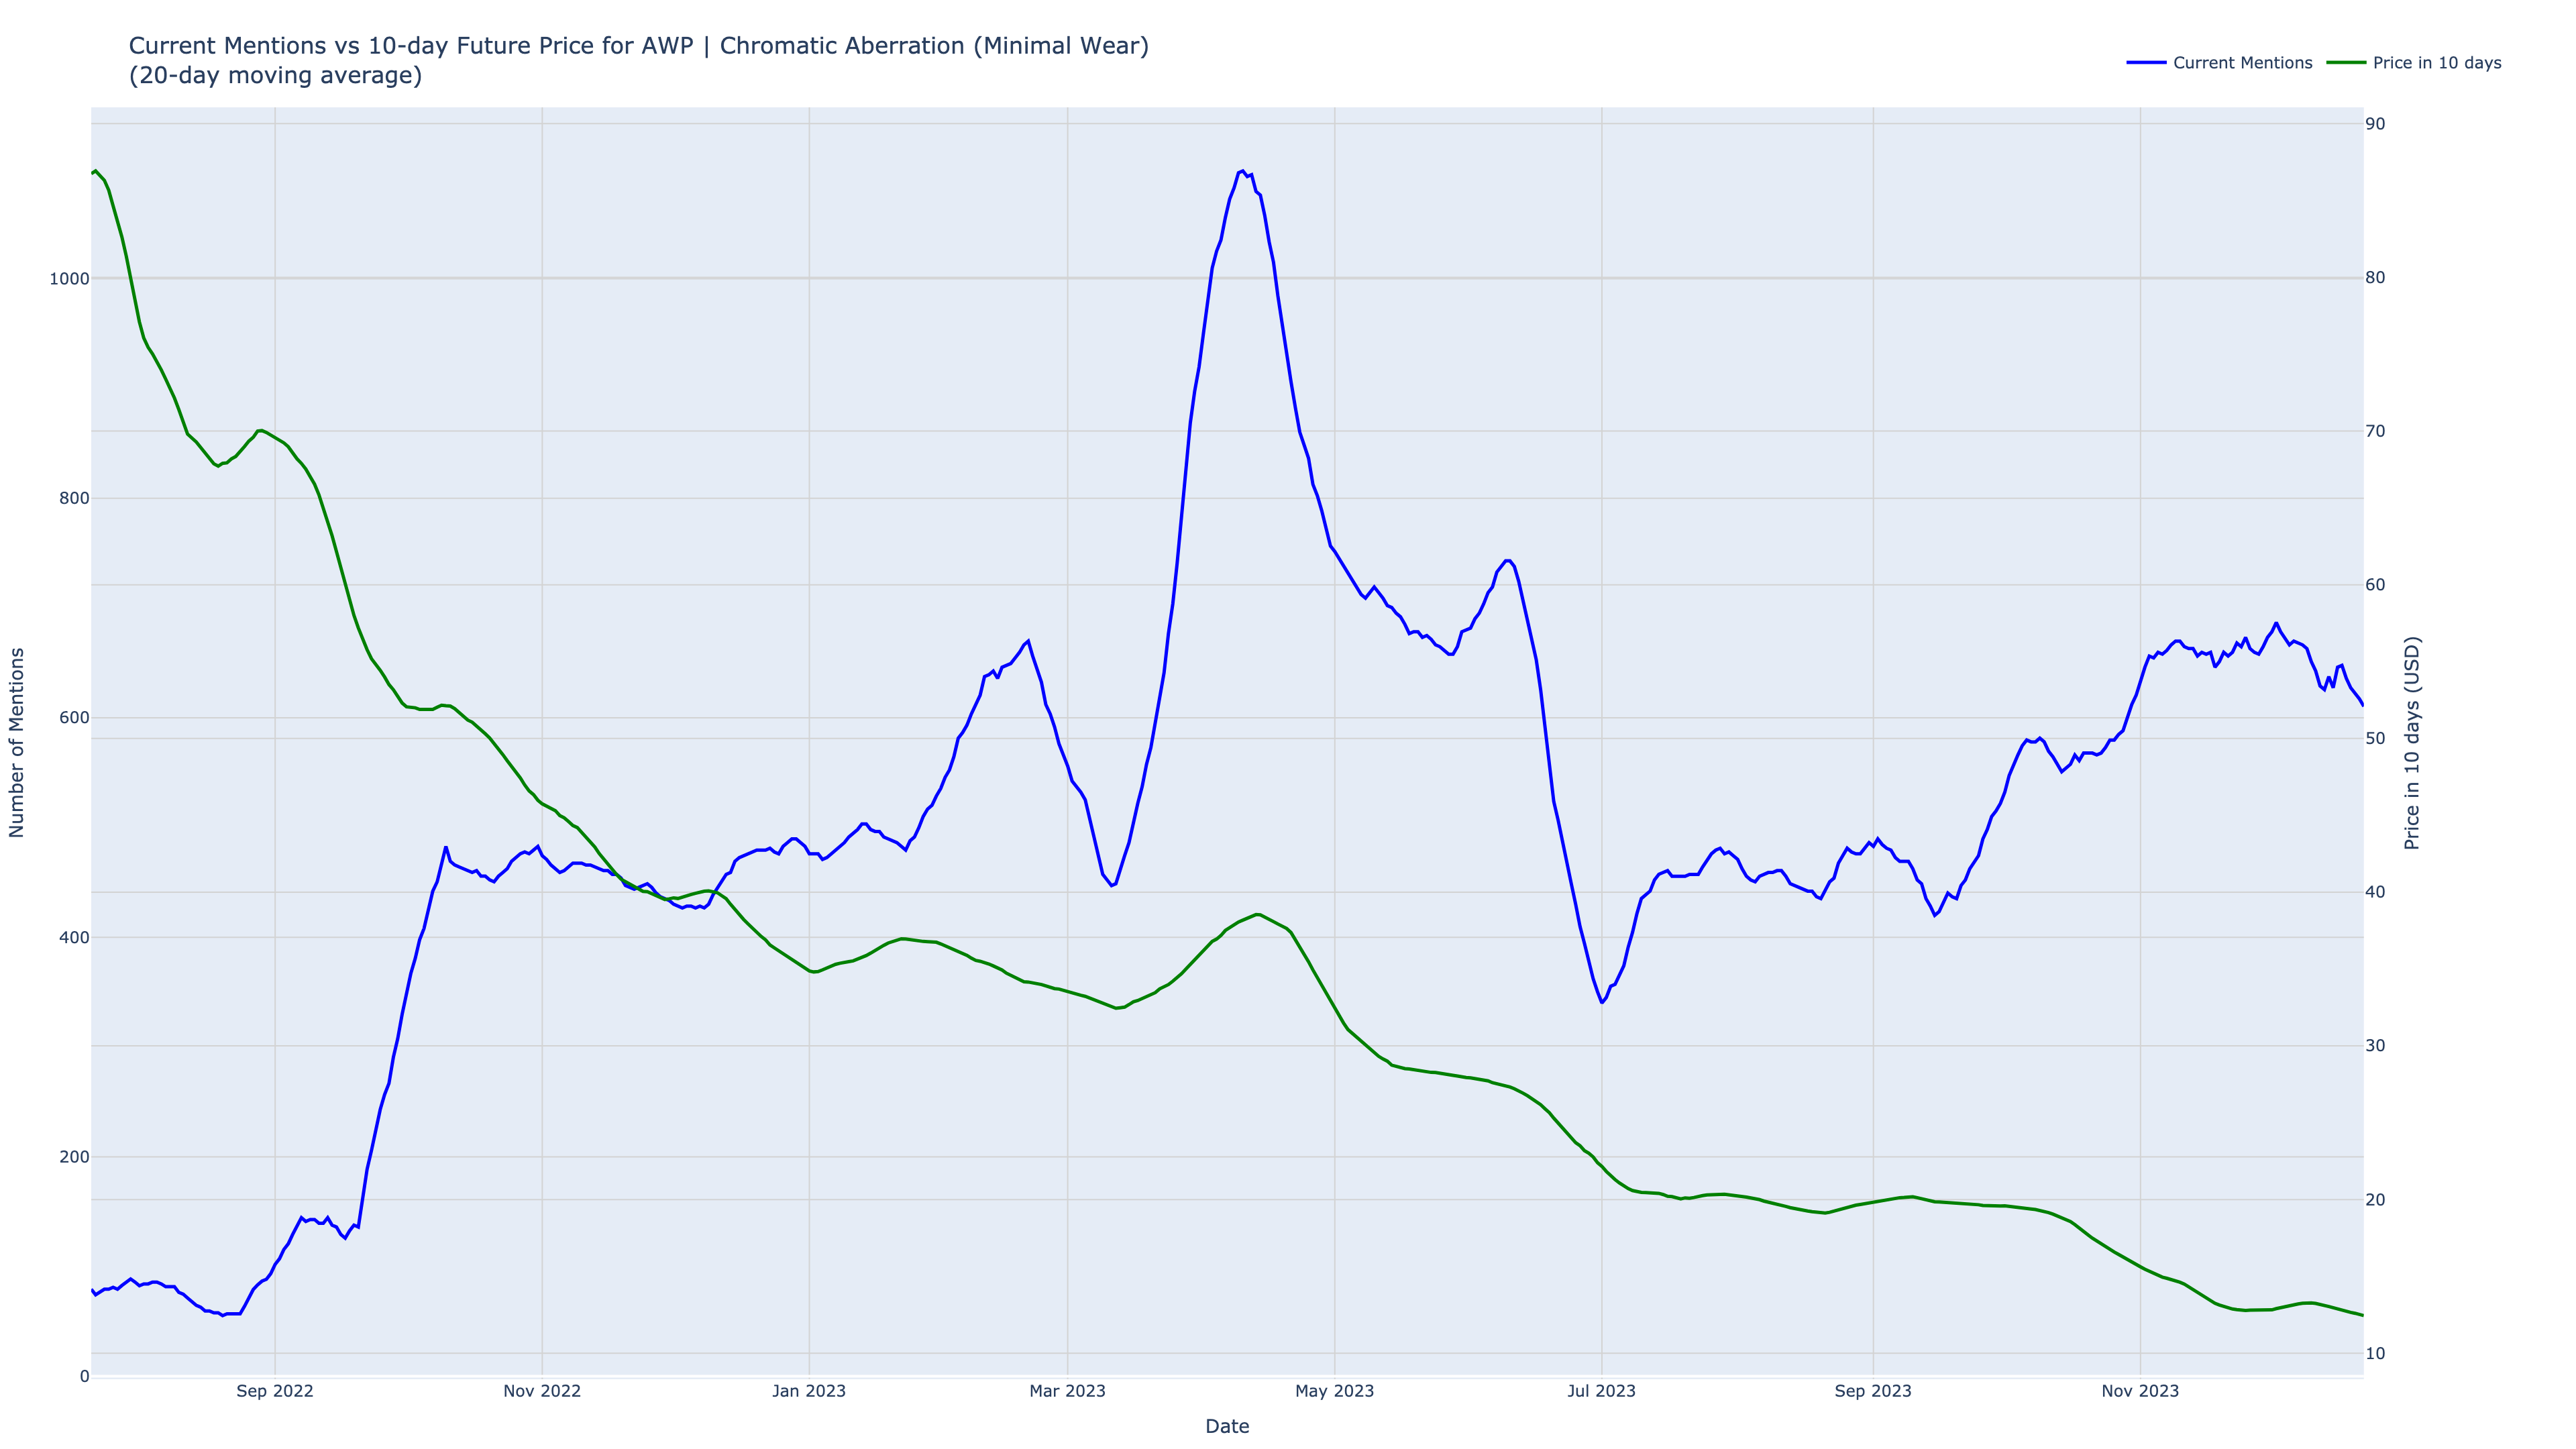 Current Mentions vs 10-day Future Price for AWP | Chromatic Aberration (Minimal Wear)
(20-day moving average)
Current Mentions
Price in 10 days
1000
800
600
400
200
0
Number of Mentions
90
80
70
60
50
40
30
20
10
Price in 10 days (USD)
Sep 2022
Nov 2022
Jan 2023
Mar 2023
May 2023
Jul 2023
Sep 2023
Nov 2023
Date